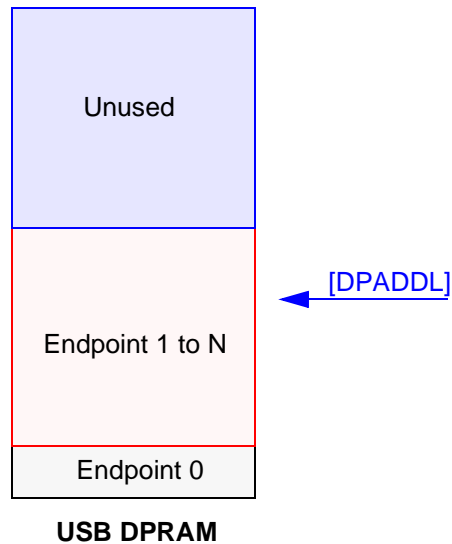 Unused
[DPADDL]
Endpoint 1 to N
Endpoint 0
USB DPRAM